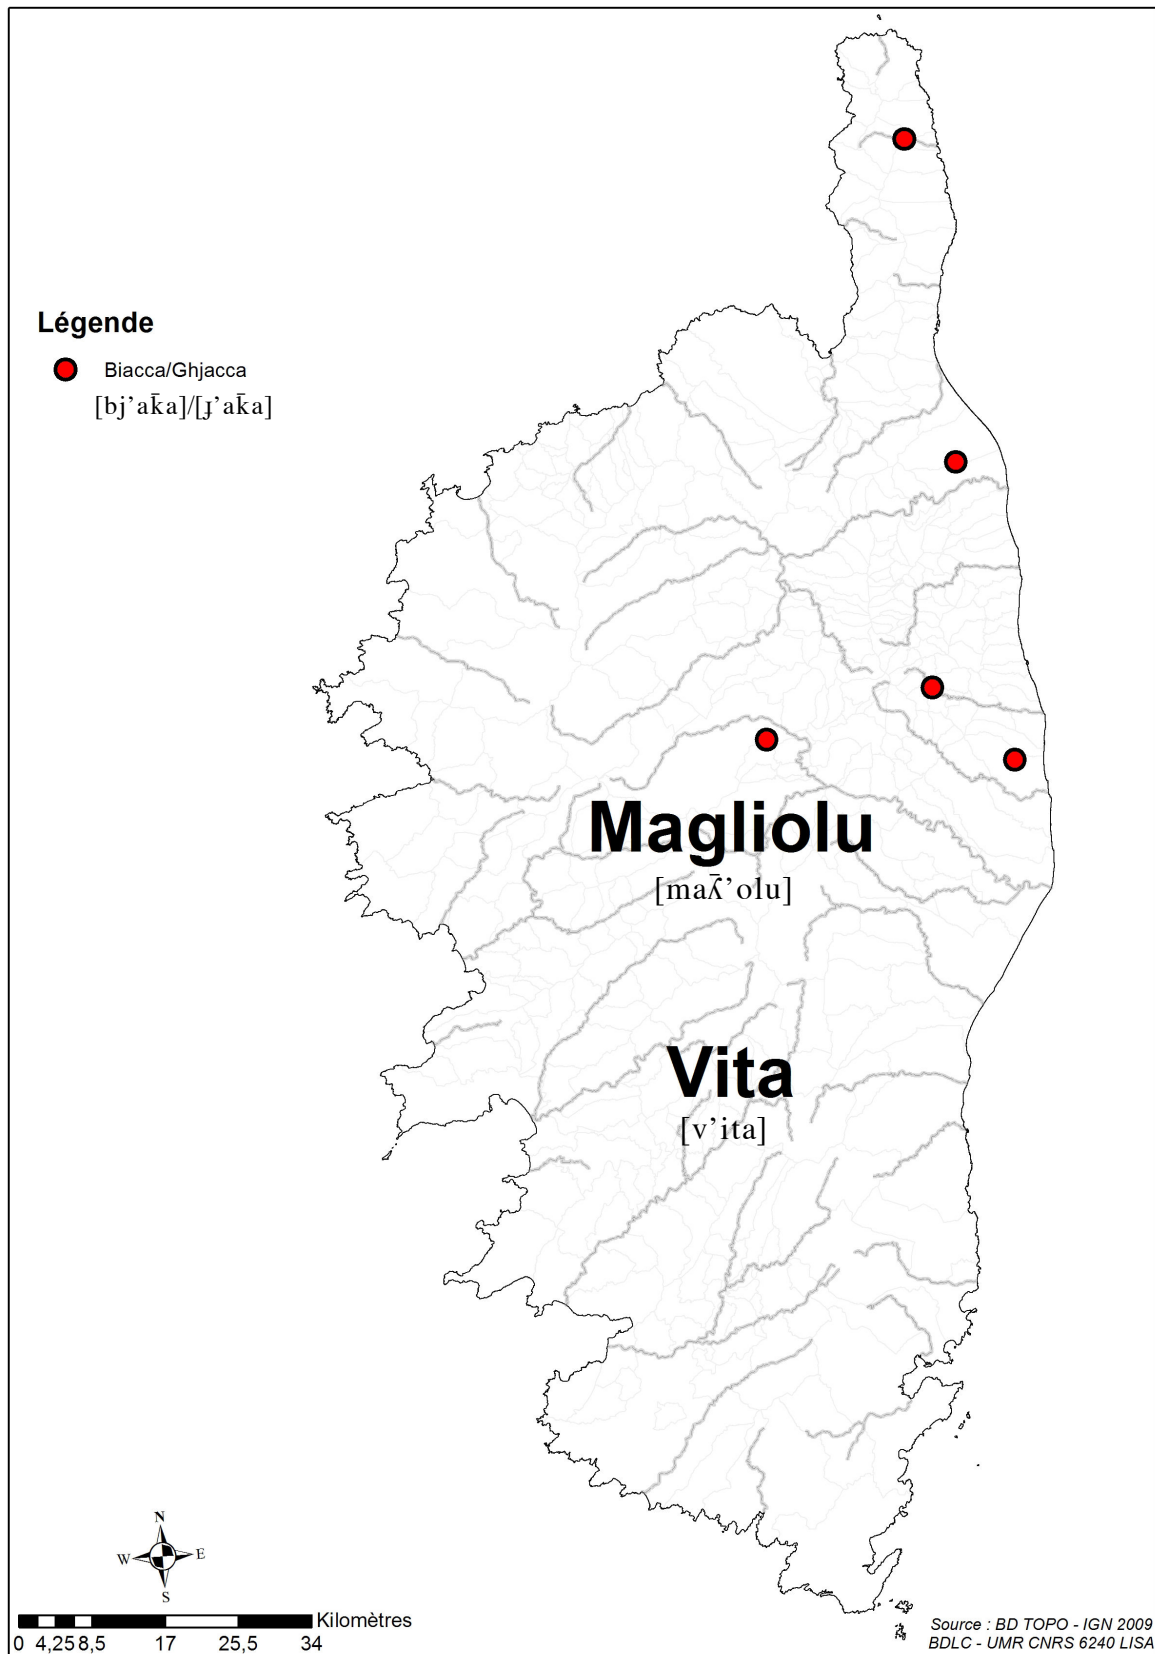 Légende
Biacca/Ghjacca
[bj’ak̄a]/[ɟ’ak̄a]
Magliolu
[maʎ̄’olu]
Vita
[v’ita]
N
W E
S
Kilomètres
0 4,25 8,5 17 25,5 34
Source : BD TOPO - IGN 2009
BDLC - UMR CNRS 6240 LISA